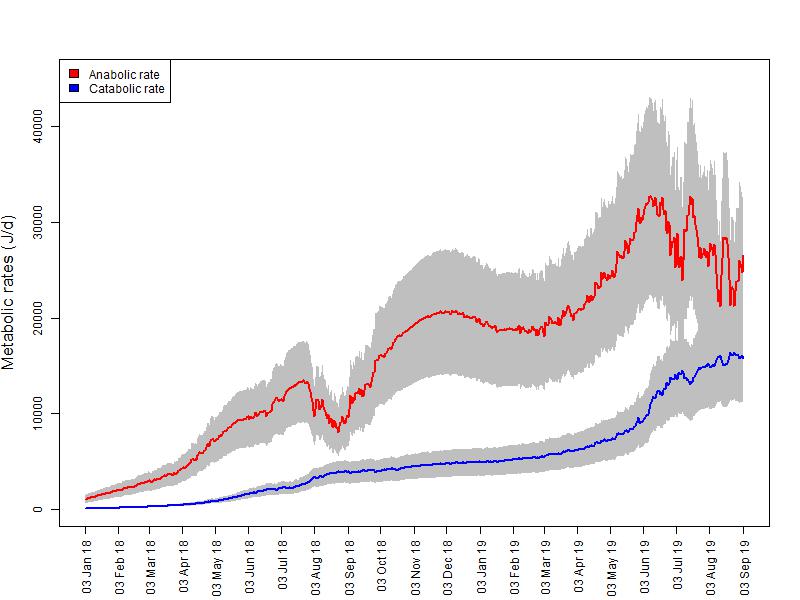 Anabolic rate
Catabolic rate
Metabolic rates (J/d)
40000
30000
20000
10000
0
03 Jan 18
03 Feb 18
03 Mar 18
03 Apr 18
03 May 18
03 Jun 18
03 Jul 18
03 Aug 18
03 Sep 18
03 Oct 18
03 Nov 18
03 Dec 18
03 Jan 19
03 Feb 19
03 Mar 19
03 Apr 19
03 May 19
03 Jun 19
03 Jul 19
03 Aug 19
03 Sep 19